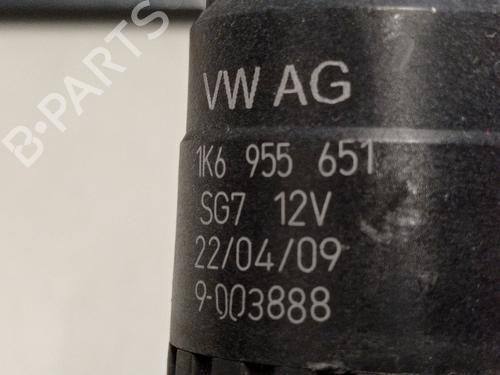 B-PARTS
VW AG
1K6 955 651
SG7 12V
22/04/09
9-003888